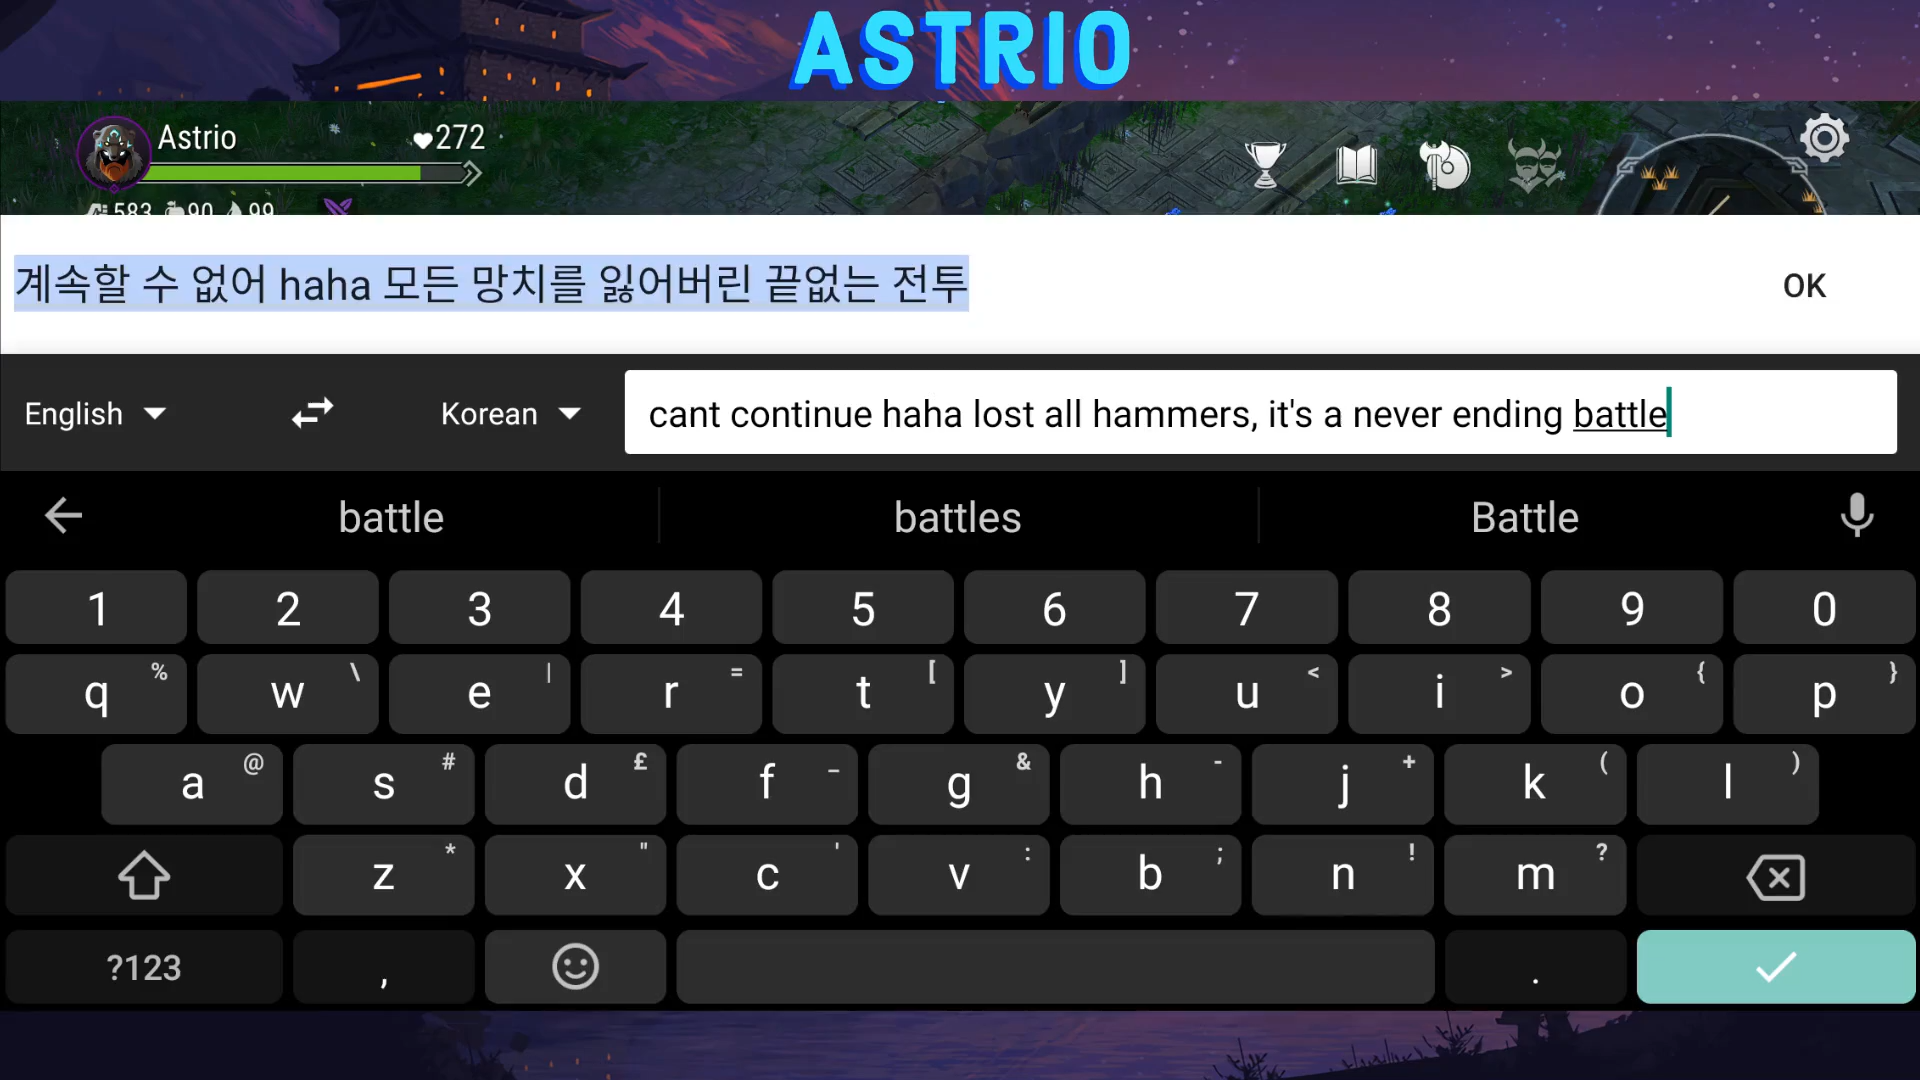 ASTRIO
Astrio
272
583 90 99
계속할 수 없어 haha 모든 망치를 잃어버린 끝없는 전투
OK
English
Korean
cant continue haha lost all hammers, it's a never ending battle
battle
battles
Battle
1 2 3 4 5 6 7 8 9 0
q % w \ e | r = t [ y ] u < i > o { p }
a @ s # d £ f _ g & h - j + k ( l )
z * x " c ' v : b ; n ! m ?
?123 , .